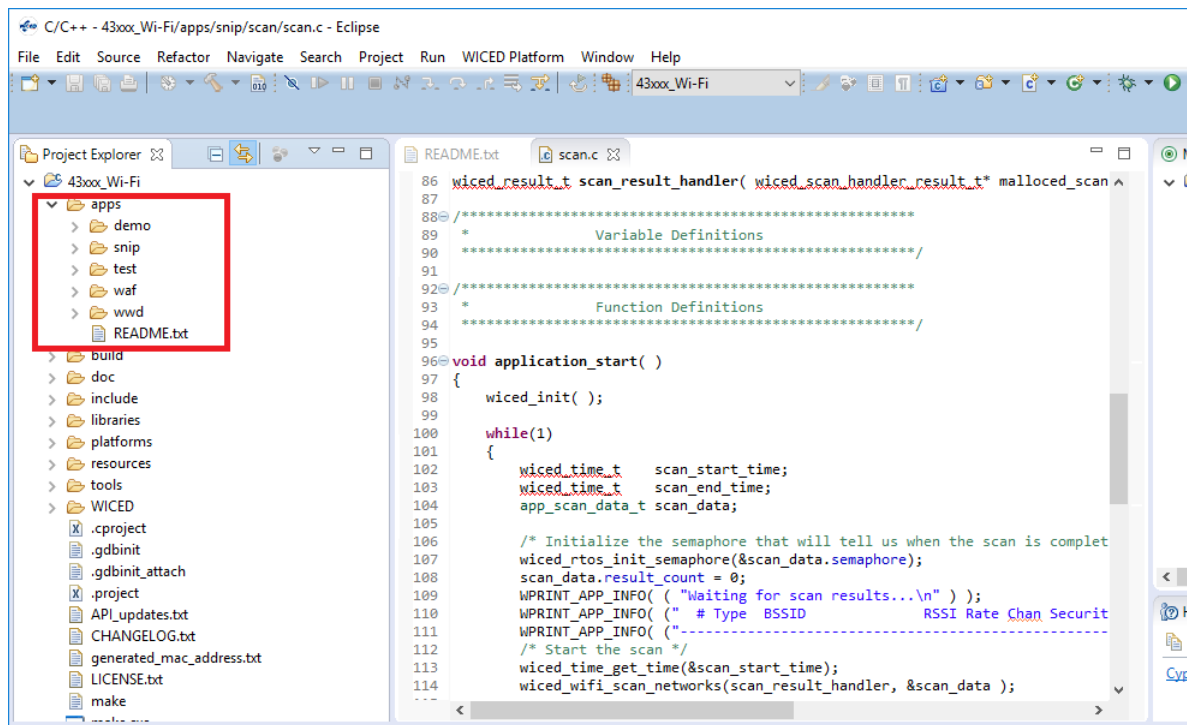 C/C++ - 43xxx_Wi-Fi/apps/snip/scan/scan.c - Eclipse
File Edit Source Refactor Navigate Search Project Run WICED Platform Window Help
010 43xxx_Wi-Fi
Project Explorer
43xxx_Wi-Fi
apps
demo
snip
test
waf
wwd
README.txt
build
doc
include
libraries
platforms
resources
tools
WICED
.cproject
.gdbinit
.gdbinit_attach
.project
API_updates.txt
CHANGELOG.txt
generated_mac_address.txt
LICENSE.txt
make
README.txt scan.c
86 wiced_result_t scan_result_handler( wiced_scan_handler_result_t* malloced_scan
87
88 /******************************************************
89  *               Variable Definitions
90  ******************************************************/
91
92 /******************************************************
93  *               Function Definitions
94  ******************************************************/
95
96 void application_start( )
97 {
98     wiced_init( );
99
100     while(1)
101     {
102         wiced_time_t    scan_start_time;
103         wiced_time_t    scan_end_time;
104         app_scan_data_t scan_data;
105
106         /* Initialize the semaphore that will tell us when the scan is complet
107         wiced_rtos_init_semaphore(&scan_data.semaphore);
108         scan_data.result_count = 0;
109         WPRINT_APP_INFO( ( "Waiting for scan results...\n" ) );
110         WPRINT_APP_INFO( ("  # Type  BSSID              RSSI Rate Chan Securit
111         WPRINT_APP_INFO( ("----------------------------------------------------
112         /* Start the scan */
113         wiced_time_get_time(&scan_start_time);
114         wiced_wifi_scan_networks(scan_result_handler, &scan_data );
Cyp